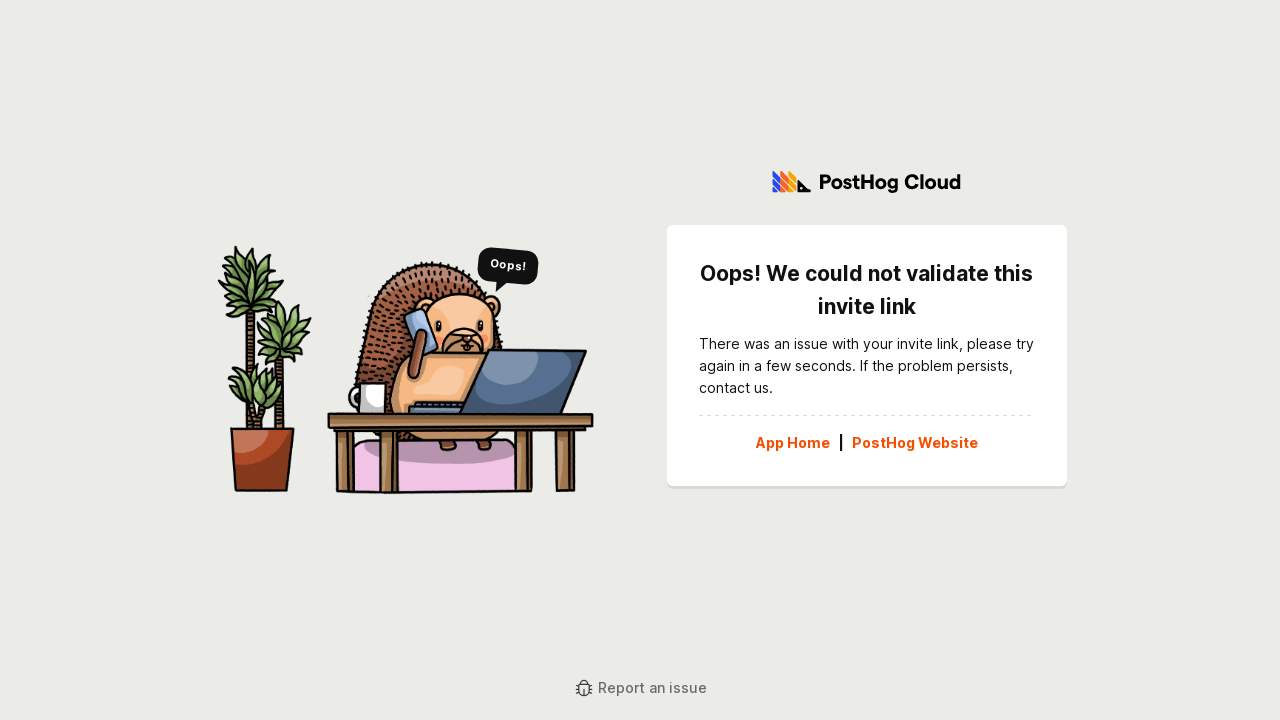 PostHog Cloud
Oops!
Oops! We could not validate this
invite link
There was an issue with your invite link, please try
again in a few seconds. If the problem persists,
contact us.
App Home | PostHog Website
Report an issue